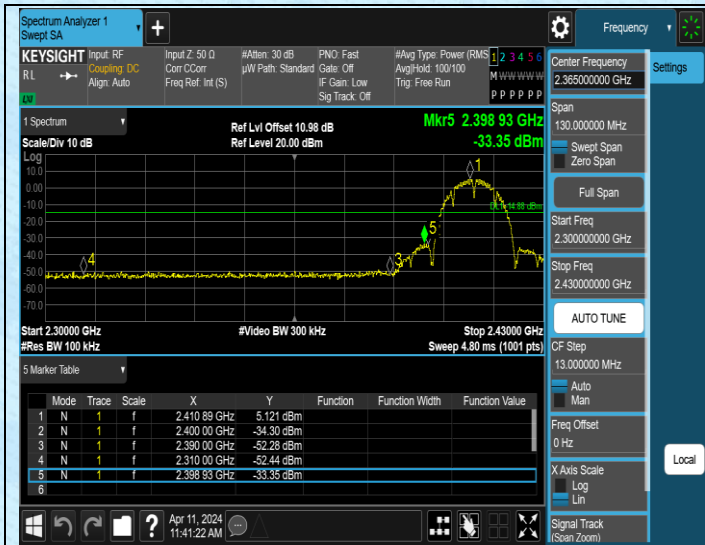 Spectrum Analyzer 1
Swept SA
+
Frequency
Settings
KEYSIGHT
RL
LXI
Input: RF
Coupling: DC
Align: Auto
Input Z: 50 Ω
Corr CCorr
Freq Ref: Int (S)
#Atten: 30 dB
µW Path: Standard
PNO: Fast
Gate: Off
IF Gain: Low
Sig Track: Off
#Avg Type: Power (RMS
Avg|Hold: 100/100
Trig: Free Run
1 2 3 4 5 6
M W W W W W
P P P P P P
1 Spectrum
Scale/Div 10 dB
Ref Lvl Offset 10.98 dB
Ref Level 20.00 dBm
Mkr5 2.398 93 GHz
-33.35 dBm
Log
10.0
0.00
-10.0
-20.0
-30.0
-40.0
-50.0
-60.0
-70.0
1
DL1 -14.88 dBm
5
4
3
Start 2.30000 GHz
#Video BW 300 kHz
Stop 2.43000 GHz
#Res BW 100 kHz
Sweep 4.80 ms (1001 pts)
5 Marker Table
Mode Trace Scale X Y Function Function Width Function Value
1 N 1 f 2.410 89 GHz 5.121 dBm
2 N 1 f 2.400 00 GHz -34.30 dBm
3 N 1 f 2.390 00 GHz -52.28 dBm
4 N 1 f 2.310 00 GHz -52.44 dBm
5 N 1 f 2.398 93 GHz -33.35 dBm
6
?
Apr 11, 2024
11:41:22 AM
Center Frequency
2.365000000 GHz
Span
130.000000 MHz
Swept Span
Zero Span
Full Span
Start Freq
2.300000000 GHz
Stop Freq
2.430000000 GHz
AUTO TUNE
CF Step
13.000000 MHz
Auto
Man
Freq Offset
0 Hz
X Axis Scale
Log
Lin
Signal Track
(Span Zoom)
Local